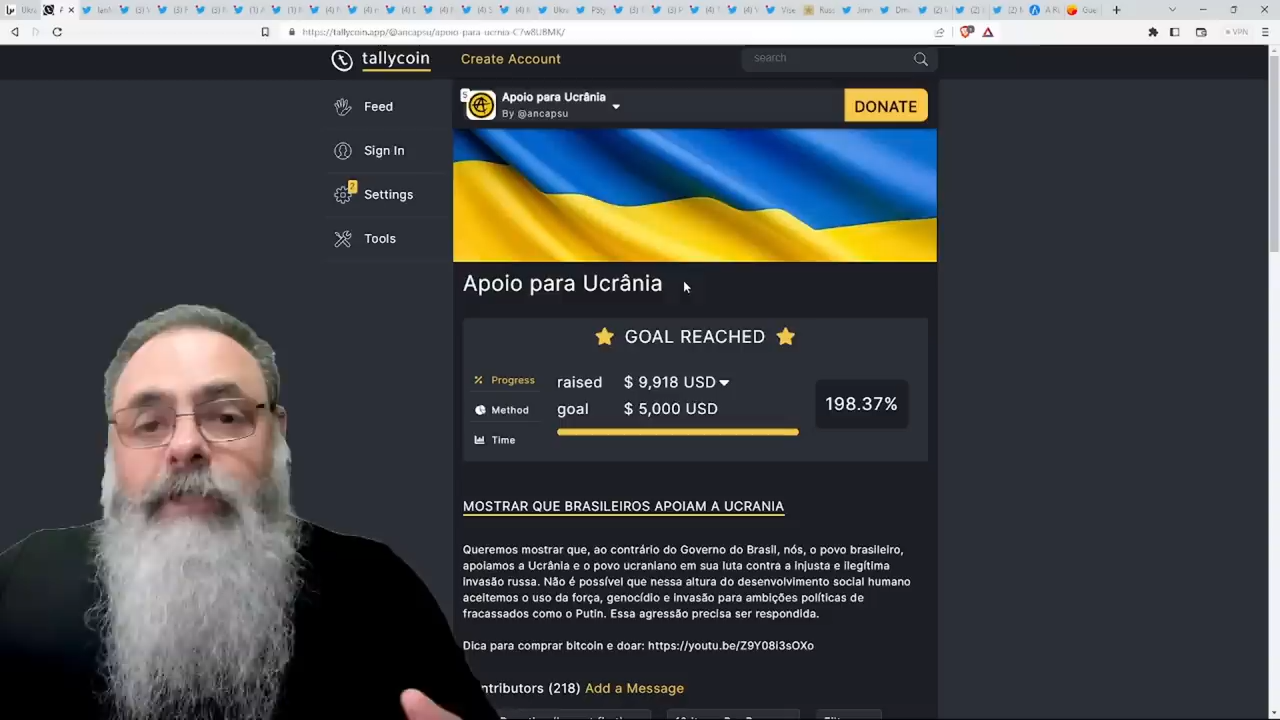 https://tallycoin.app/@ancapsu/apoio-para-ucrnia-C7w8U8MK/
VPN
tallycoin
Create Account
search
Feed
Sign In
2
Settings
Tools
Apoio para Ucrânia
By @ancapsu
DONATE
Apoio para Ucrânia
GOAL REACHED
Progress
raised $ 9,918 USD
Method
goal $ 5,000 USD
198.37%
Time
MOSTRAR QUE BRASILEIROS APOIAM A UCRANIA
Queremos mostrar que, ao contrário do Governo do Brasil, nós, o povo brasileiro,
apoiamos a Ucrânia e o povo ucraniano em sua luta contra a injusta e ilegítima
invasão russa. Não é possível que nessa altura do desenvolvimento social humano
aceitemos o uso da força, genocídio e invasão para ambições políticas de
fracassados como o Putin. Essa agressão precisa ser respondida.
Dica para comprar bitcoin e doar: https://youtu.be/Z9Y08i3sOXo
ntributors (218) Add a Message